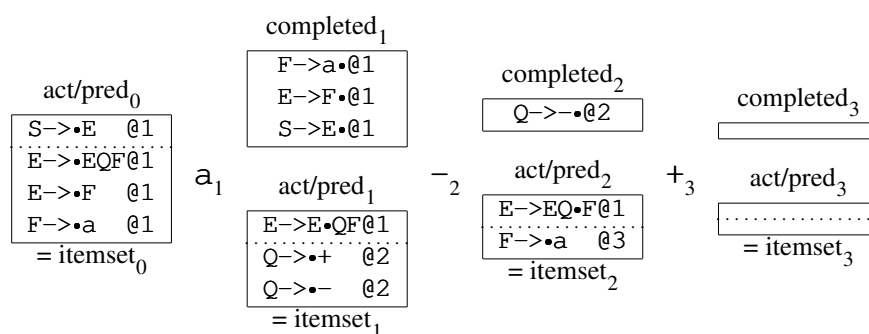 act/pred0
S->•E @1
E->•EQF@1
E->•F @1
F->•a @1
= itemset0
a1
completed1
F->a•@1
E->F•@1
S->E•@1
act/pred1
E->E•QF@1
Q->•+ @2
Q->•- @2
= itemset1
-2
completed2
Q->-•@2
act/pred2
E->EQ•F@1
F->•a @3
= itemset2
+3
completed3
act/pred3
= itemset3